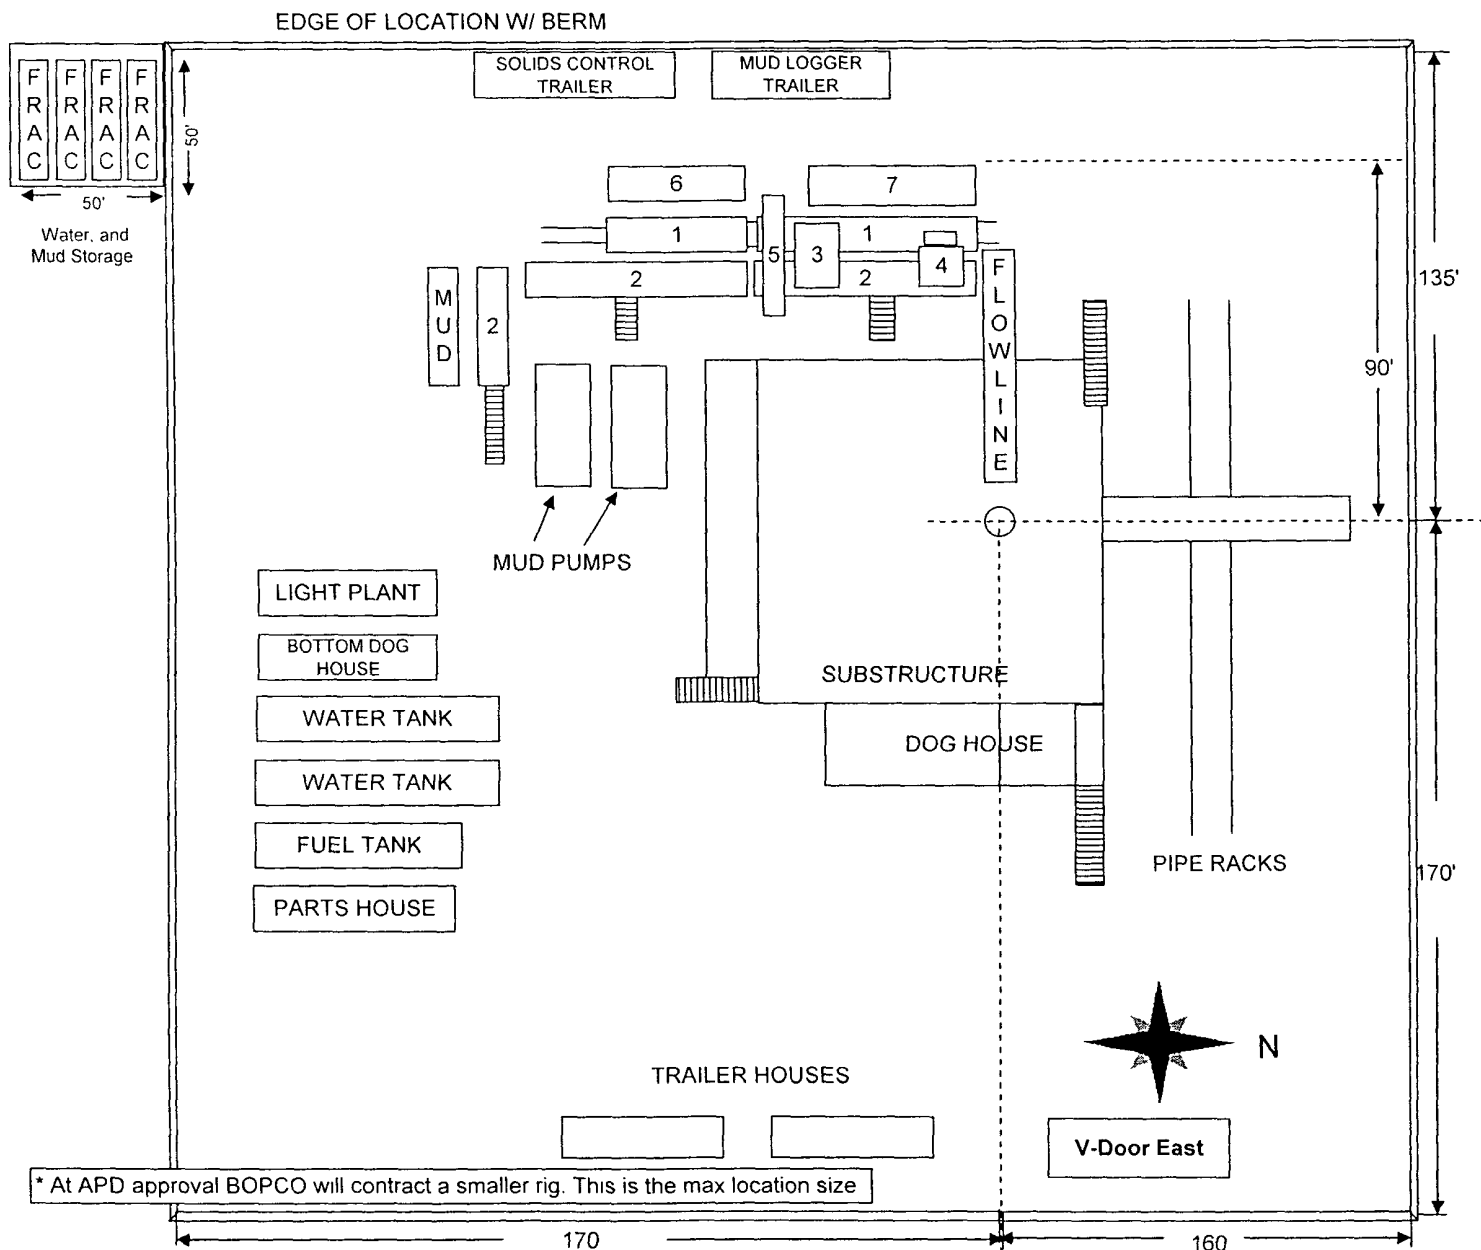 EDGE OF LOCATION W/ BERM
FRAC
FRAC
FRAC
FRAC
50'
50'
Water, and
Mud Storage
SOLIDS CONTROL
TRAILER
MUD LOGGER
TRAILER
6
7
1
5
3
1
2
2
4
MUD
2
FLOWLINE
135'
90'
MUD PUMPS
LIGHT PLANT
BOTTOM DOG
HOUSE
WATER TANK
WATER TANK
FUEL TANK
PARTS HOUSE
SUBSTRUCTURE
DOG HOUSE
PIPE RACKS
170'
N
TRAILER HOUSES
V-Door East
* At APD approval BOPCO will contract a smaller rig. This is the max location size
170
160